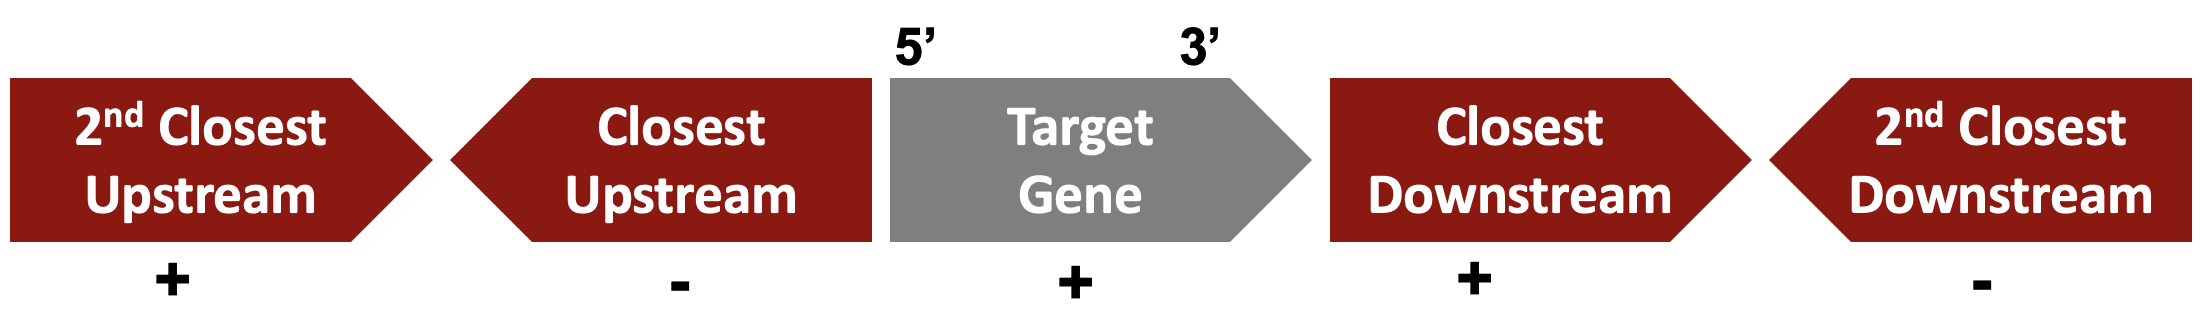 5’ 3’
2nd Closest
Upstream
Closest
Upstream
Target
Gene
Closest
Downstream
2nd Closest
Downstream
+ - + + -